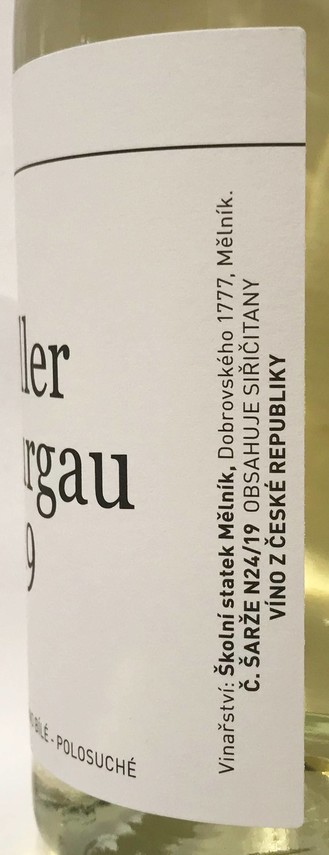 ller
urgau
9
BÍLÉ - POLOSUCHÉ
Vinařství: Školní statek Mělník, Dobrovského 1777, Mělník.
Č. ŠARŽE N24/19 OBSAHUJE SIŘIČITANY
VÍNO Z ČESKÉ REPUBLIKY